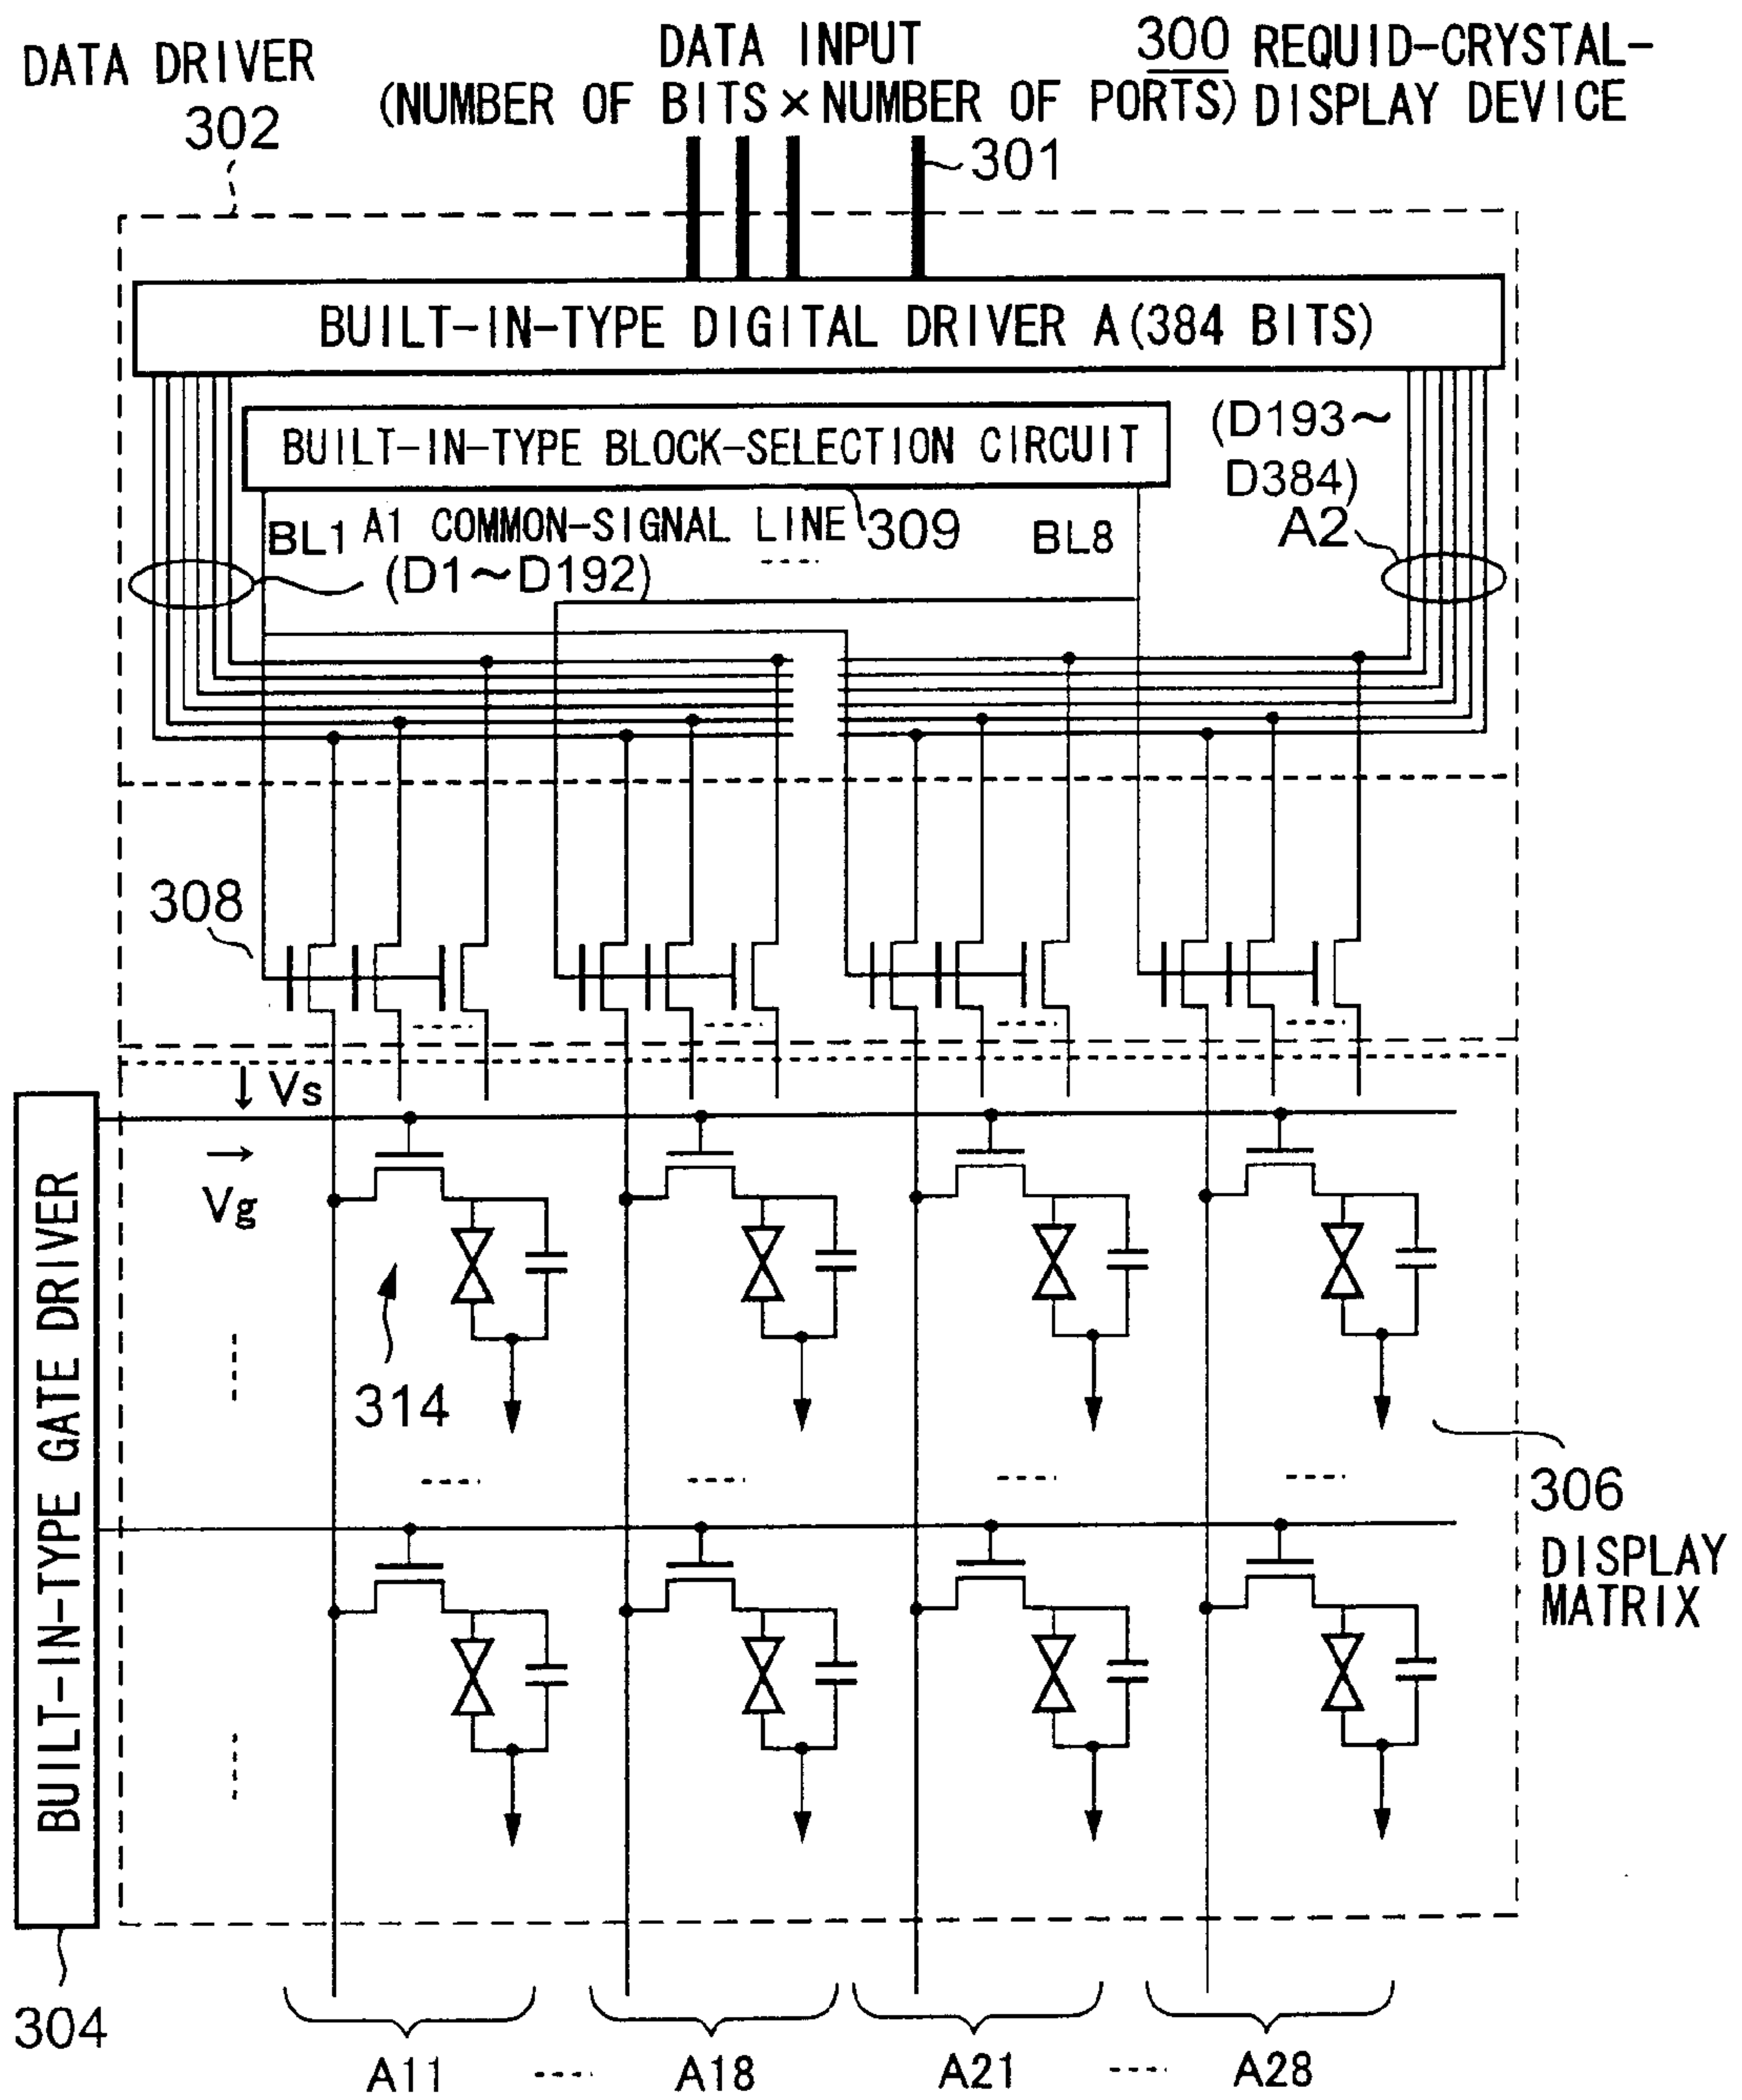 DATA DRIVER
302
DATA INPUT
(NUMBER OF BITS × NUMBER OF PORTS)
300 REQUID-CRYSTAL-
DISPLAY DEVICE
301
BUILT-IN-TYPE DIGITAL DRIVER A (384 BITS)
BUILT-IN-TYPE BLOCK-SELECTION CIRCUIT
(D193~
D384)
A2
BL1
A1 COMMON-SIGNAL LINE
(D1~D192)
309
BL8
308
Vs
Vg
314
BUILT-IN-TYPE GATE DRIVER
304
306
DISPLAY
MATRIX
A11 ---- A18 A21 ---- A28